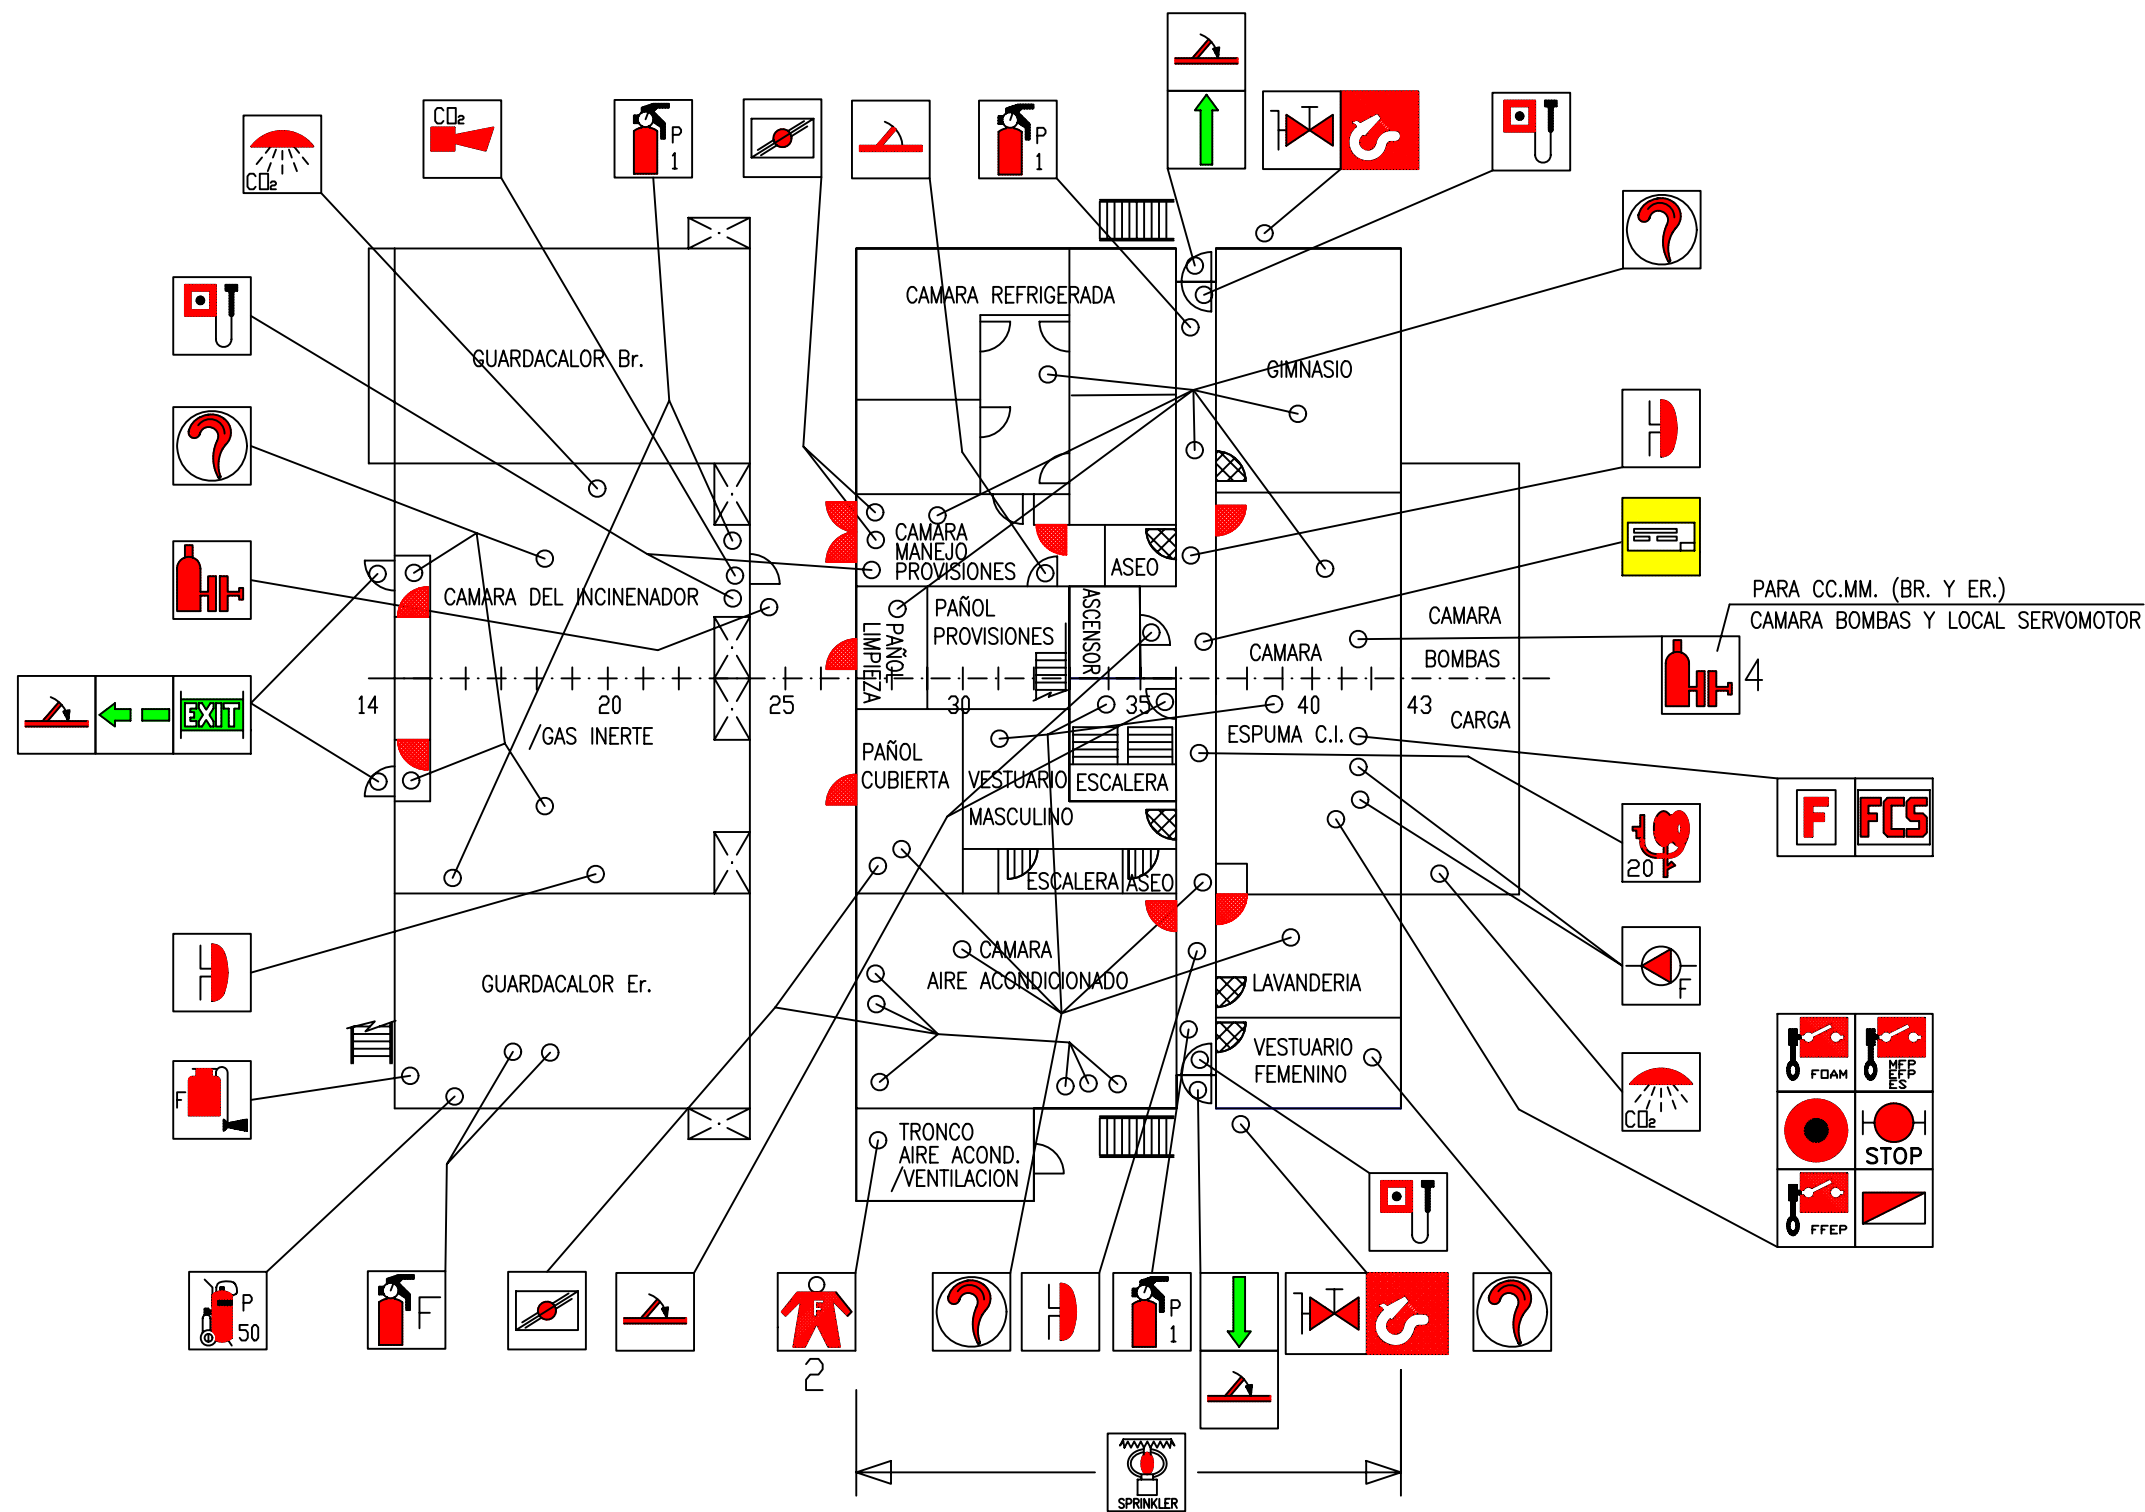 CO₂
CO₂
P
1
P
1
CAMARA REFRIGERADA
GUARDACALOR Br.
GIMNASIO
CAMARA
MANEJO
PROVISIONES
ASEO
CAMARA DEL INCINENADOR
PAÑOL
LIMPIEZA
PAÑOL
PROVISIONES
ASCENSOR
PARA CC.MM. (BR. Y ER.)
CAMARA BOMBAS Y LOCAL SERVOMOTOR
4
CAMARA
BOMBAS
CARGA
CAMARA
ESPUMA C.I.
EXIT
14
20
25
30
35
40
43
/GAS INERTE
PAÑOL
CUBIERTA
VESTUARIO
MASCULINO
ESCALERA
ESCALERA
ASEO
F
FCS
20
CAMARA
AIRE ACONDICIONADO
GUARDACALOR Er.
LAVANDERIA
F
VESTUARIO
FEMENINO
F
CO₂
FOAM
MFP
EFP
ES
STOP
FFEP
TRONCO
AIRE ACOND.
/VENTILACION
P
50
F
F
2
P
1
SPRINKLER